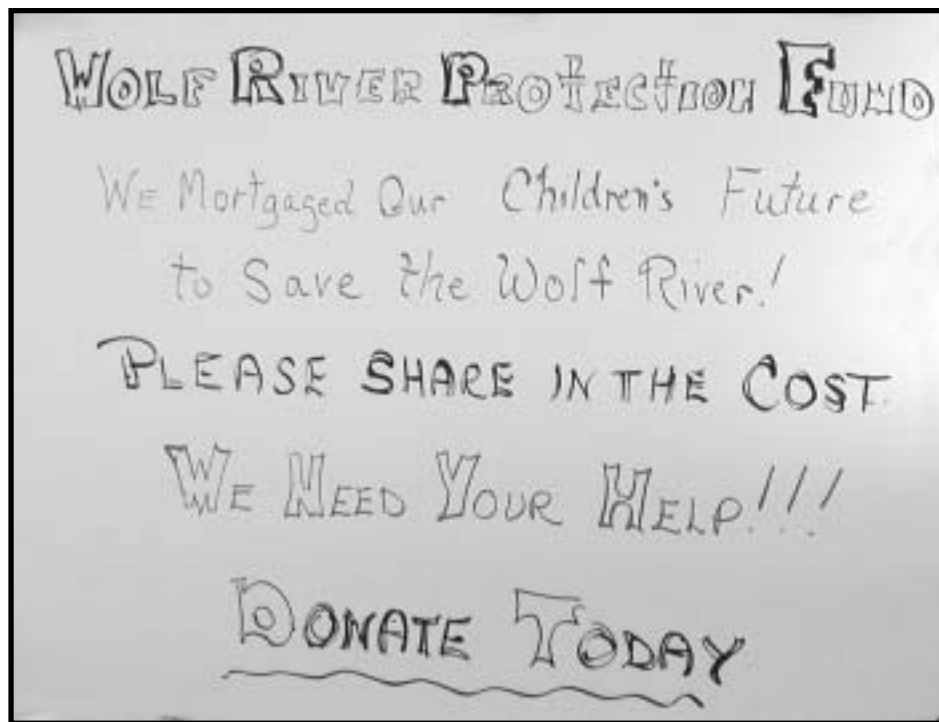 WOLF RIVER PROTECTION FUND
WE Mortgaged Our Children's Future
to Save the Wolf River!
PLEASE SHARE IN THE COST
WE NEED YOUR HELP!!!
DONATE TODAY